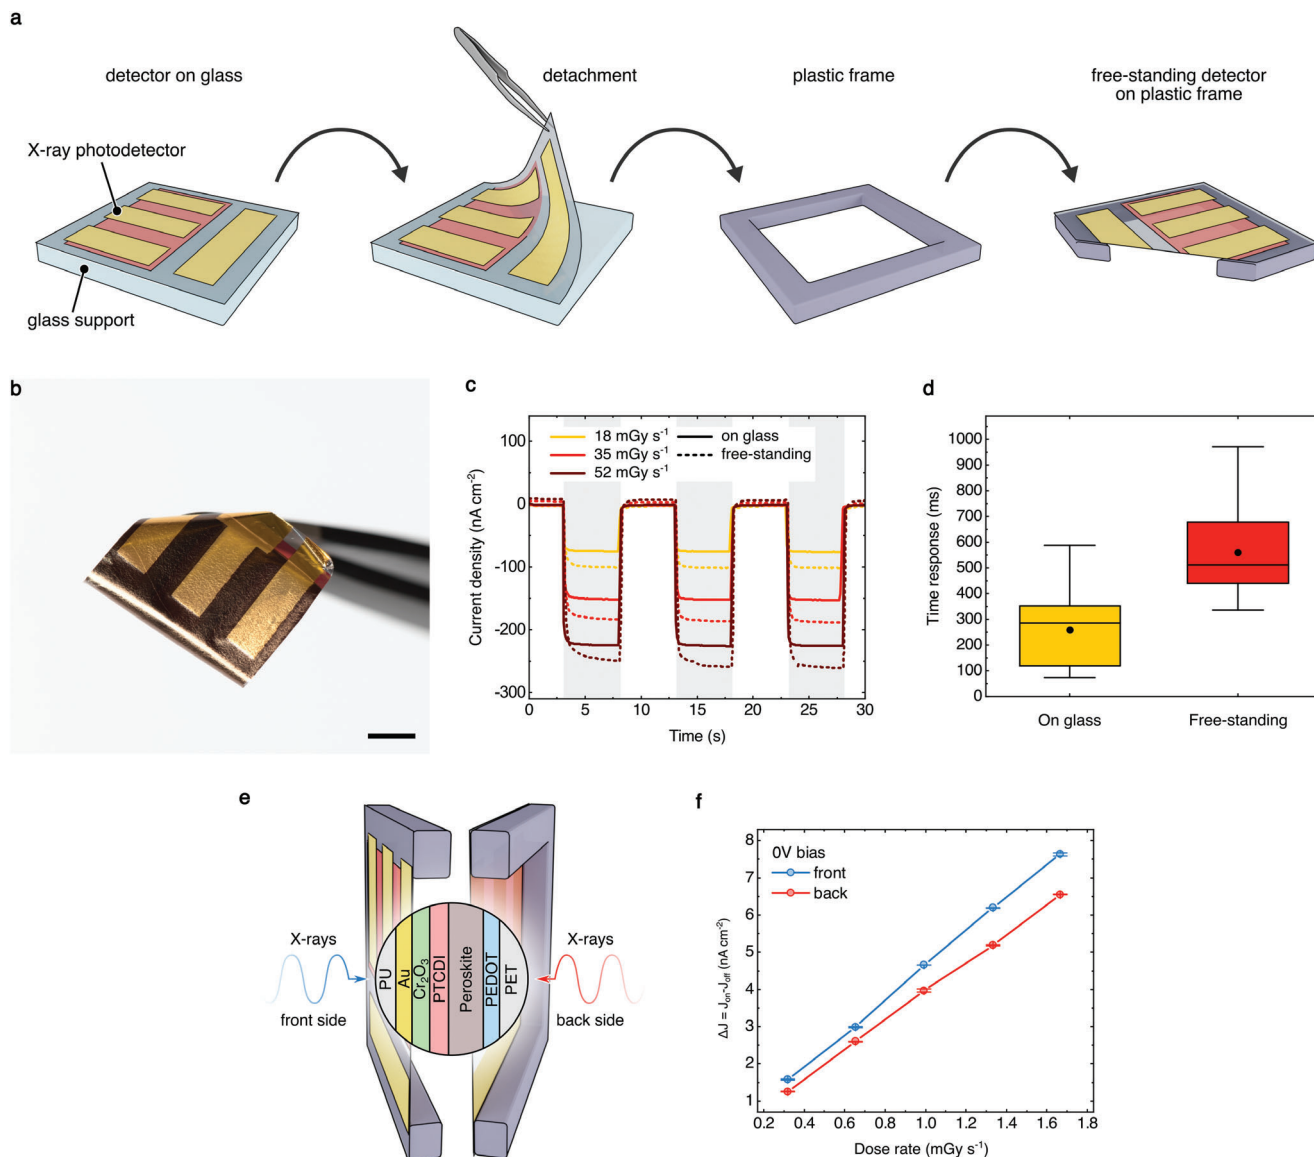 a
detector on glass
detachment
plastic frame
free-standing detector
on plastic frame
X-ray photodetector
glass support
b
c
100
0
-100
-200
-300
Current density (nA cm⁻²)
18 mGy s⁻¹
35 mGy s⁻¹
52 mGy s⁻¹
on glass
free-standing
0 5 10 15 20 25 30
Time (s)
d
1000
900
800
700
600
500
400
300
200
100
0
Time response (ms)
On glass Free-standing
e
X-rays
front side
PU
Au
Cr₂O₃
PTCDI
Peroskite
PEDOT
PET
X-rays
back side
f
8
7
6
5
4
3
2
1
ΔJ = Jon-Joff (nA cm⁻²)
0V bias
front
back
0.2 0.4 0.6 0.8 1.0 1.2 1.4 1.6 1.8
Dose rate (mGy s⁻¹)